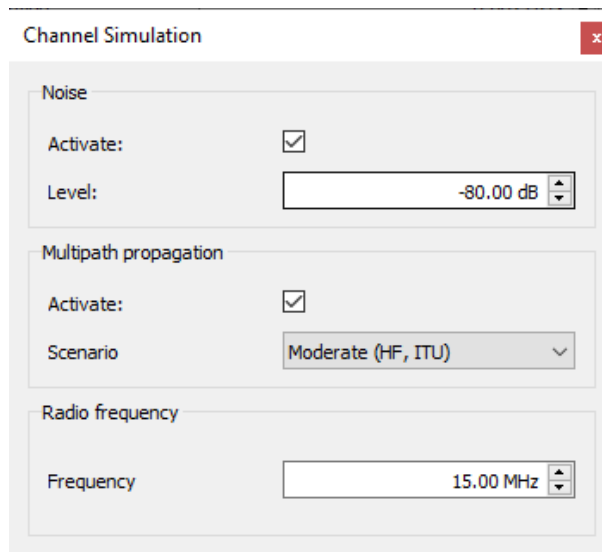 Channel Simulation
x
Noise
Activate:
Level:
-80.00 dB
Multipath propagation
Activate:
Scenario
Moderate (HF, ITU)
Radio frequency
Frequency
15.00 MHz